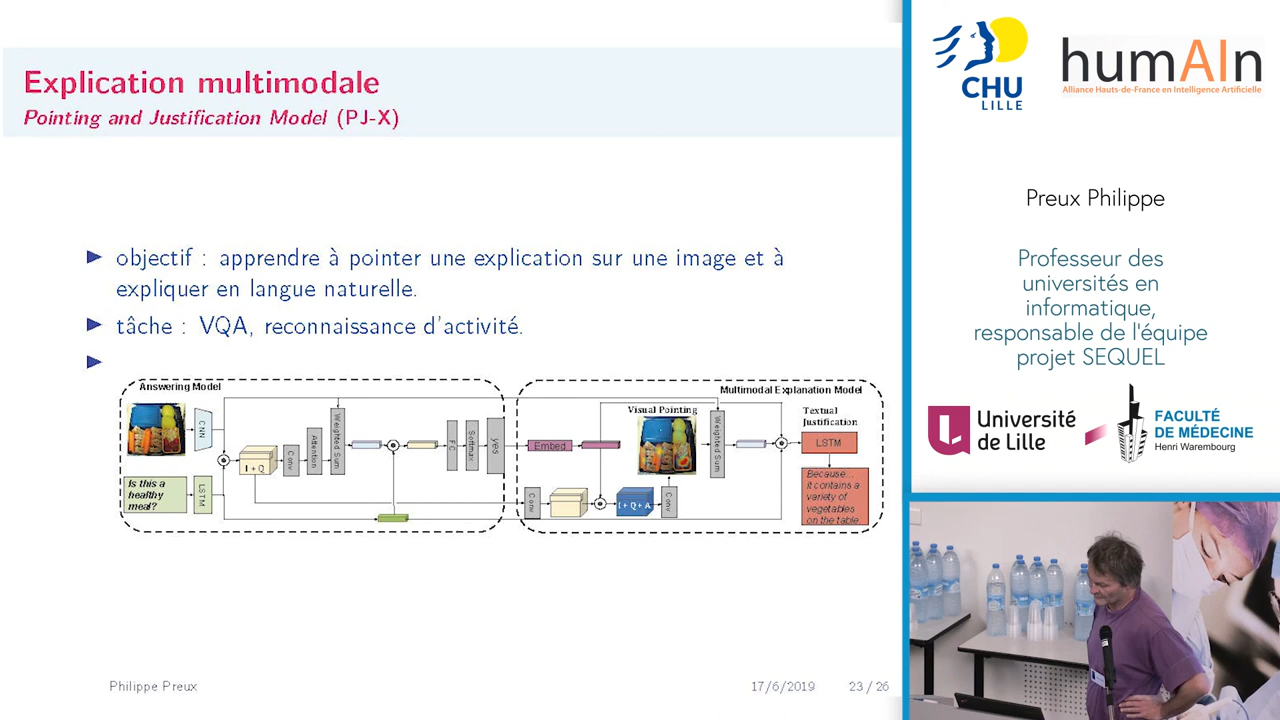 Explication multimodale
Pointing and Justification Model (PJ-X)
objectif : apprendre à pointer une explication sur une image et à
expliquer en langue naturelle.
tâche : VQA, reconnaissance d'activité.
Answering Model
CNN
Is this a
healthy
meal?
LSTM
I + Q
Conv
Attention
Weighted Sum
FC
Softmax
yes
Multimodal Explanation Model
Embed
Visual Pointing
Conv
I + Q + A
Conv
Weighted Sum
Textual
Justification
LSTM
Because...
it contains a
variety of
vegetables
on the table
Philippe Preux
17/6/2019
23 / 26
CHU
LILLE
humAIn
Alliance Hauts-de-France en Intelligence Artificielle
Preux Philippe
Professeur des
universités en
informatique,
responsable de l'équipe
projet SEQUEL
Université
de Lille
FACULTÉ
DE MÉDECINE
Henri Warembourg